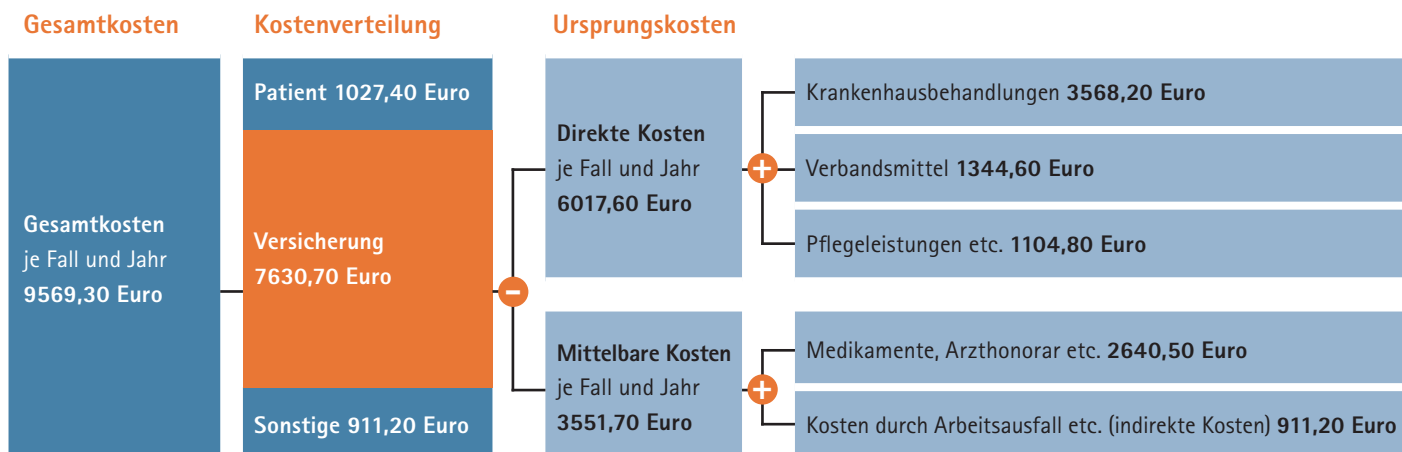 Gesamtkosten
Kostenverteilung
Ursprungskosten
Gesamtkosten
je Fall und Jahr
9569,30 Euro
Patient 1027,40 Euro
Versicherung
7630,70 Euro
Sonstige 911,20 Euro
–
Direkte Kosten
je Fall und Jahr
6017,60 Euro
+
Krankenhausbehandlungen 3568,20 Euro
Verbandsmittel 1344,60 Euro
Pflegeleistungen etc. 1104,80 Euro
Mittelbare Kosten
je Fall und Jahr
3551,70 Euro
+
Medikamente, Arzthonorar etc. 2640,50 Euro
Kosten durch Arbeitsausfall etc. (indirekte Kosten) 911,20 Euro